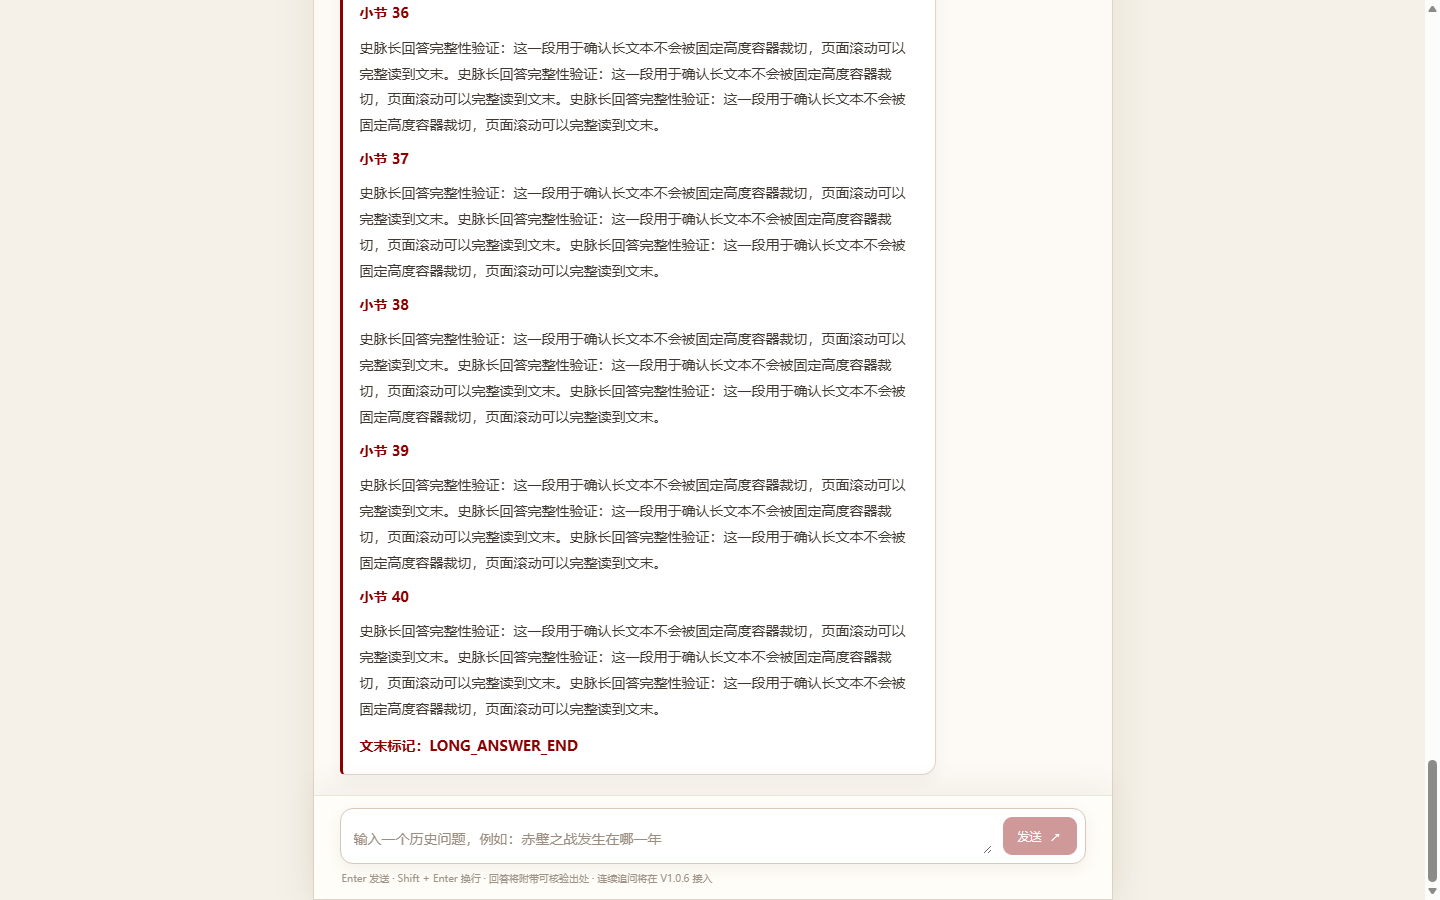 小节 36
史脉长回答完整性验证：这一段用于确认长文本不会被固定高度容器裁切，页面滚动可以
完整读到文末。史脉长回答完整性验证：这一段用于确认长文本不会被固定高度容器裁
切，页面滚动可以完整读到文末。史脉长回答完整性验证：这一段用于确认长文本不会被
固定高度容器裁切，页面滚动可以完整读到文末。
小节 37
史脉长回答完整性验证：这一段用于确认长文本不会被固定高度容器裁切，页面滚动可以
完整读到文末。史脉长回答完整性验证：这一段用于确认长文本不会被固定高度容器裁
切，页面滚动可以完整读到文末。史脉长回答完整性验证：这一段用于确认长文本不会被
固定高度容器裁切，页面滚动可以完整读到文末。
小节 38
史脉长回答完整性验证：这一段用于确认长文本不会被固定高度容器裁切，页面滚动可以
完整读到文末。史脉长回答完整性验证：这一段用于确认长文本不会被固定高度容器裁
切，页面滚动可以完整读到文末。史脉长回答完整性验证：这一段用于确认长文本不会被
固定高度容器裁切，页面滚动可以完整读到文末。
小节 39
史脉长回答完整性验证：这一段用于确认长文本不会被固定高度容器裁切，页面滚动可以
完整读到文末。史脉长回答完整性验证：这一段用于确认长文本不会被固定高度容器裁
切，页面滚动可以完整读到文末。史脉长回答完整性验证：这一段用于确认长文本不会被
固定高度容器裁切，页面滚动可以完整读到文末。
小节 40
史脉长回答完整性验证：这一段用于确认长文本不会被固定高度容器裁切，页面滚动可以
完整读到文末。史脉长回答完整性验证：这一段用于确认长文本不会被固定高度容器裁
切，页面滚动可以完整读到文末。史脉长回答完整性验证：这一段用于确认长文本不会被
固定高度容器裁切，页面滚动可以完整读到文末。
文末标记：LONG_ANSWER_END
输入一个历史问题，例如：赤壁之战发生在哪一年
发送 ↗
Enter 发送 · Shift + Enter 换行 · 回答将附带可核验出处 · 连续追问将在 V1.0.6 接入